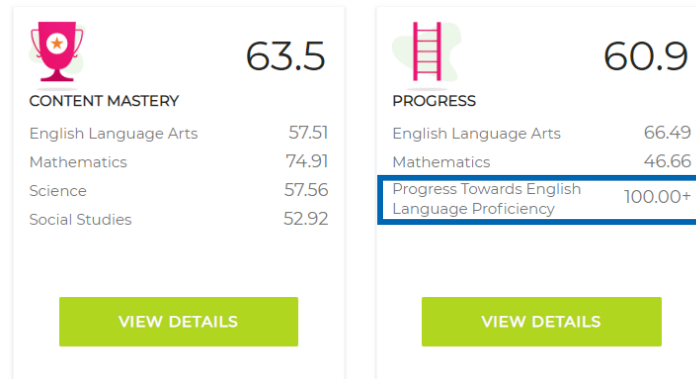 63.5
CONTENT MASTERY
English Language Arts 57.51
Mathematics 74.91
Science 57.56
Social Studies 52.92
VIEW DETAILS
60.9
PROGRESS
English Language Arts 66.49
Mathematics 46.66
Progress Towards English
Language Proficiency 100.00+
VIEW DETAILS